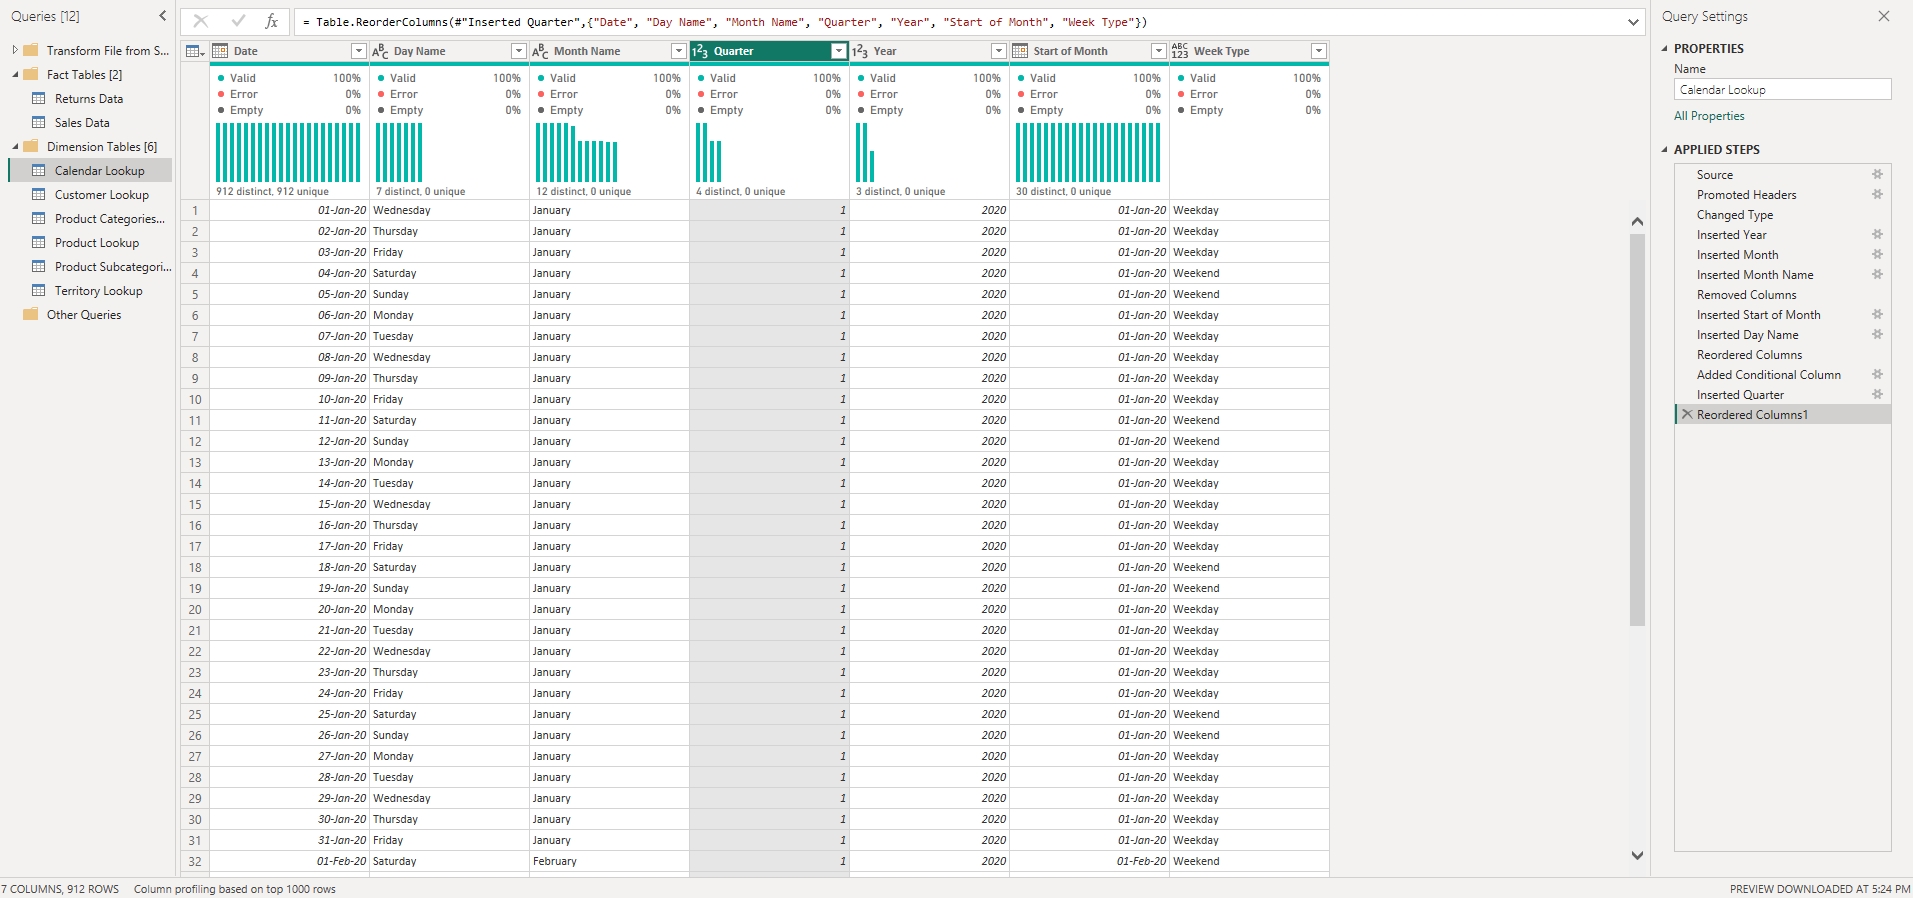 Queries [12]
Transform File from S...
Fact Tables [2]
Returns Data
Sales Data
Dimension Tables [6]
Calendar Lookup
Customer Lookup
Product Categories...
Product Lookup
Product Subcategori...
Territory Lookup
Other Queries
fx
= Table.ReorderColumns(#"Inserted Quarter",{"Date", "Day Name", "Month Name", "Quarter", "Year", "Start of Month", "Week Type"})
Date ABC Day Name ABC Month Name 123 Quarter 123 Year Start of Month ABC 123 Week Type
Valid 100% Valid 100% Valid 100% Valid 100% Valid 100% Valid 100% Valid 100%
Error 0% Error 0% Error 0% Error 0% Error 0% Error 0% Error 0%
Empty 0% Empty 0% Empty 0% Empty 0% Empty 0% Empty 0% Empty 0%
912 distinct, 912 unique 7 distinct, 0 unique 12 distinct, 0 unique 4 distinct, 0 unique 3 distinct, 0 unique 30 distinct, 0 unique
1 01-Jan-20 Wednesday January 1 2020 01-Jan-20 Weekday
2 02-Jan-20 Thursday January 1 2020 01-Jan-20 Weekday
3 03-Jan-20 Friday January 1 2020 01-Jan-20 Weekday
4 04-Jan-20 Saturday January 1 2020 01-Jan-20 Weekend
5 05-Jan-20 Sunday January 1 2020 01-Jan-20 Weekend
6 06-Jan-20 Monday January 1 2020 01-Jan-20 Weekday
7 07-Jan-20 Tuesday January 1 2020 01-Jan-20 Weekday
8 08-Jan-20 Wednesday January 1 2020 01-Jan-20 Weekday
9 09-Jan-20 Thursday January 1 2020 01-Jan-20 Weekday
10 10-Jan-20 Friday January 1 2020 01-Jan-20 Weekday
11 11-Jan-20 Saturday January 1 2020 01-Jan-20 Weekend
12 12-Jan-20 Sunday January 1 2020 01-Jan-20 Weekend
13 13-Jan-20 Monday January 1 2020 01-Jan-20 Weekday
14 14-Jan-20 Tuesday January 1 2020 01-Jan-20 Weekday
15 15-Jan-20 Wednesday January 1 2020 01-Jan-20 Weekday
16 16-Jan-20 Thursday January 1 2020 01-Jan-20 Weekday
17 17-Jan-20 Friday January 1 2020 01-Jan-20 Weekday
18 18-Jan-20 Saturday January 1 2020 01-Jan-20 Weekend
19 19-Jan-20 Sunday January 1 2020 01-Jan-20 Weekend
20 20-Jan-20 Monday January 1 2020 01-Jan-20 Weekday
21 21-Jan-20 Tuesday January 1 2020 01-Jan-20 Weekday
22 22-Jan-20 Wednesday January 1 2020 01-Jan-20 Weekday
23 23-Jan-20 Thursday January 1 2020 01-Jan-20 Weekday
24 24-Jan-20 Friday January 1 2020 01-Jan-20 Weekday
25 25-Jan-20 Saturday January 1 2020 01-Jan-20 Weekend
26 26-Jan-20 Sunday January 1 2020 01-Jan-20 Weekend
27 27-Jan-20 Monday January 1 2020 01-Jan-20 Weekday
28 28-Jan-20 Tuesday January 1 2020 01-Jan-20 Weekday
29 29-Jan-20 Wednesday January 1 2020 01-Jan-20 Weekday
30 30-Jan-20 Thursday January 1 2020 01-Jan-20 Weekday
31 31-Jan-20 Friday January 1 2020 01-Jan-20 Weekday
32 01-Feb-20 Saturday February 1 2020 01-Feb-20 Weekend
Query Settings
PROPERTIES
Name
Calendar Lookup
All Properties
APPLIED STEPS
Source
Promoted Headers
Changed Type
Inserted Year
Inserted Month
Inserted Month Name
Removed Columns
Inserted Start of Month
Inserted Day Name
Reordered Columns
Added Conditional Column
Inserted Quarter
Reordered Columns1
7 COLUMNS, 912 ROWS Column profiling based on top 1000 rows
PREVIEW DOWNLOADED AT 5:24 PM